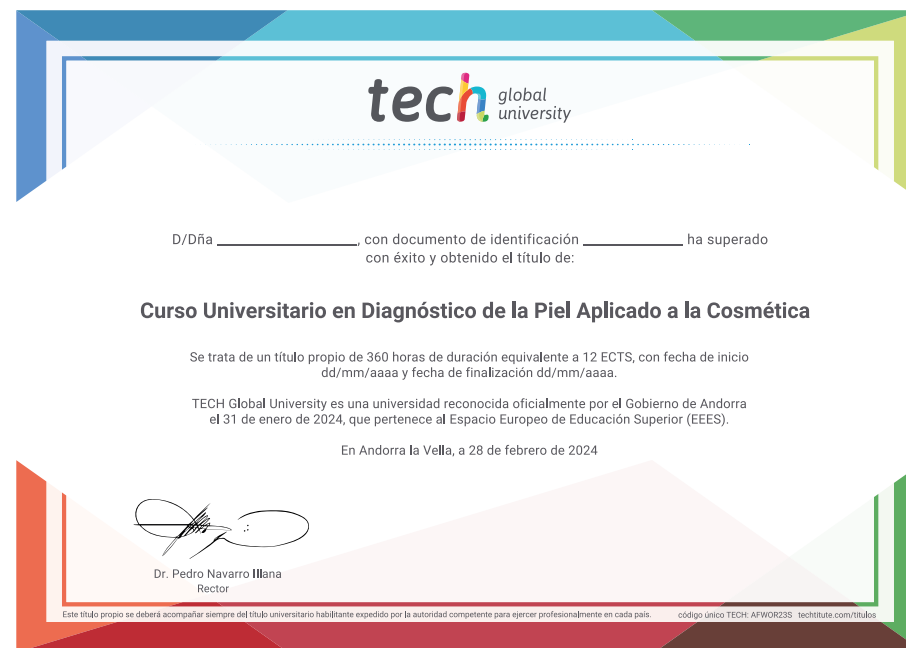 tech global university
D/Dña ______________, con documento de identificación __________ ha superado
con éxito y obtenido el título de:
Curso Universitario en Diagnóstico de la Piel Aplicado a la Cosmética
Se trata de un título propio de 360 horas de duración equivalente a 12 ECTS, con fecha de inicio
dd/mm/aaaa y fecha de finalización dd/mm/aaaa.
TECH Global University es una universidad reconocida oficialmente por el Gobierno de Andorra
el 31 de enero de 2024, que pertenece al Espacio Europeo de Educación Superior (EEES).
En Andorra la Vella, a 28 de febrero de 2024
Dr. Pedro Navarro Illana
Rector
Este título propio se deberá acompañar siempre del título universitario habilitante expedido por la autoridad competente para ejercer profesionalmente en cada país. código único TECH: AFWOR23S techtitute.com/titulos